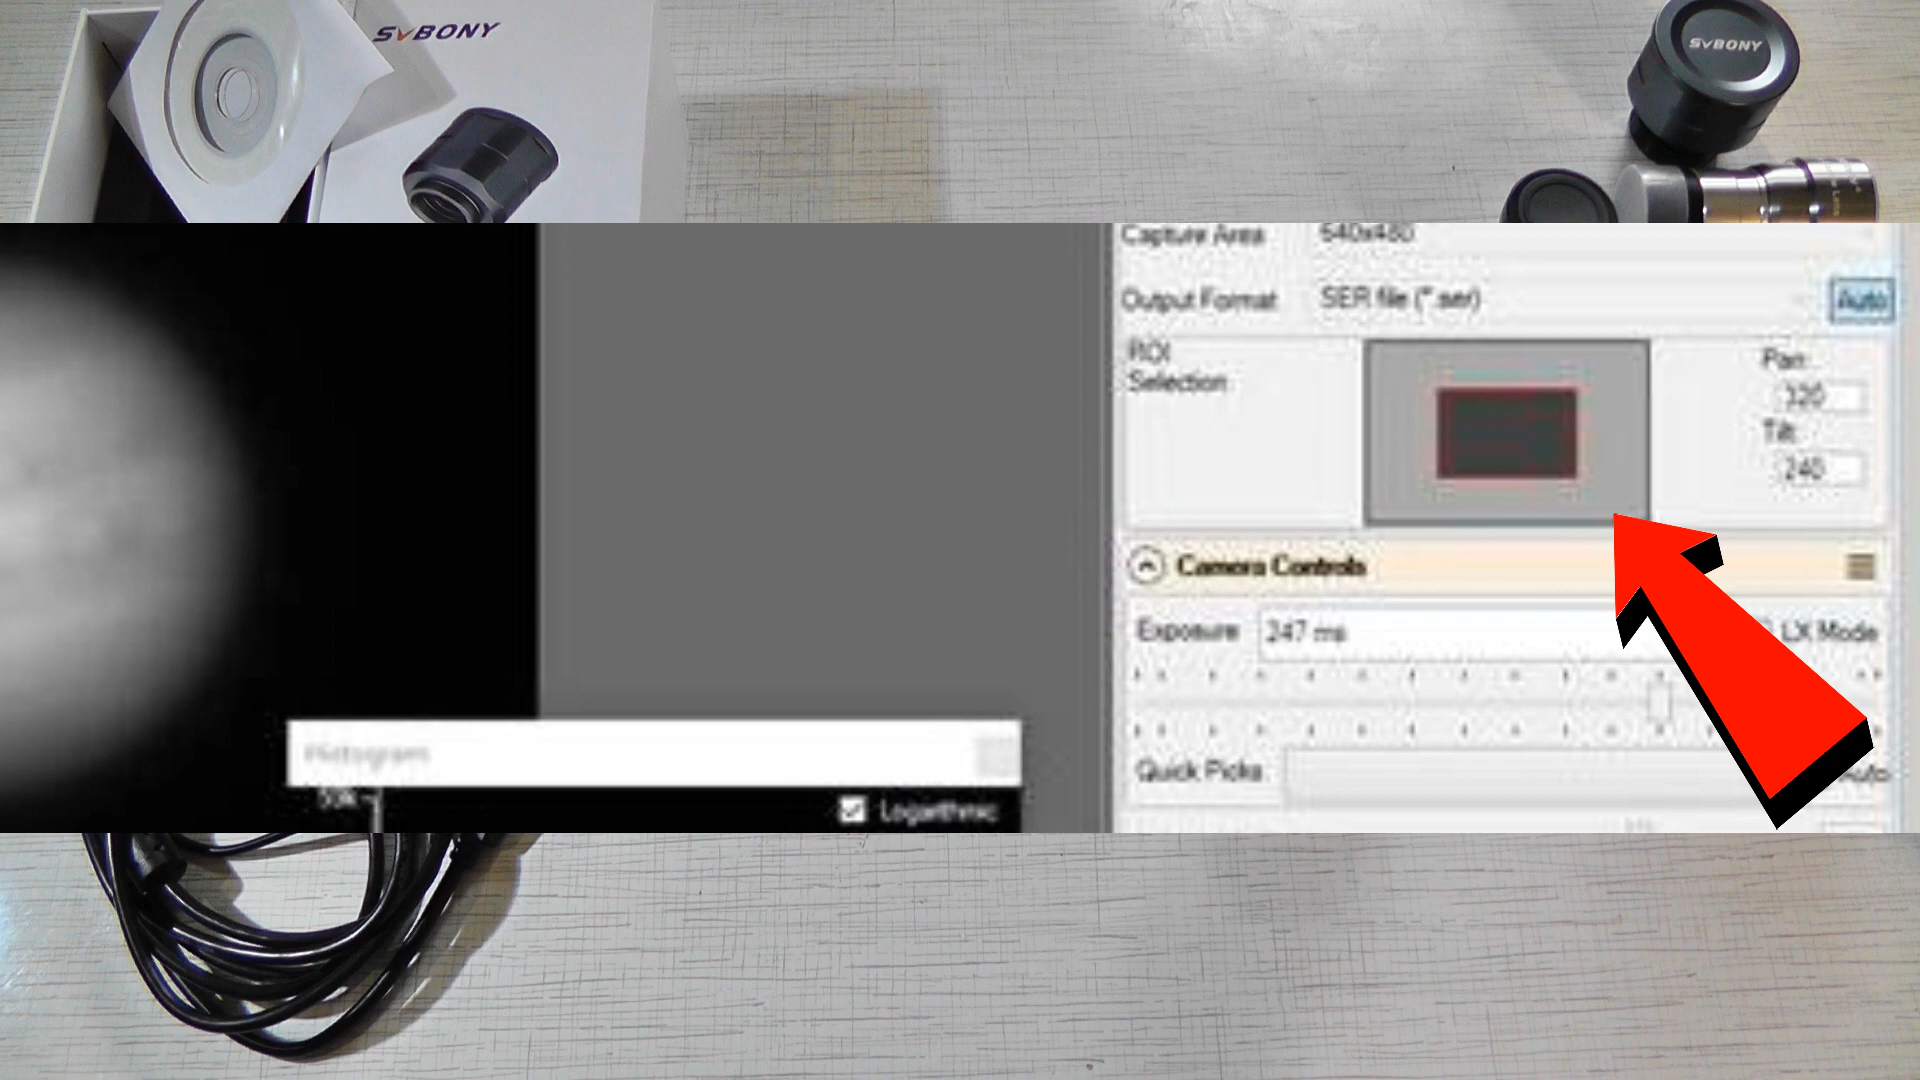 SVBONY
SVBONY
Capture Area 640x480
Output Format SER file (*.ser) Auto
ROI Selection
Pan:
320
Tilt:
240
Camera Controls
Exposure 247 ms LX Mode
Quick Picks Auto
Histogram
Logarithmic